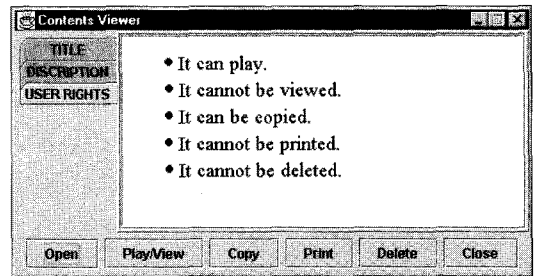 Contents Viewer
TITLE
DISCRIPTION
USER RIGHTS
• It can play.
• It cannot be viewed.
• It can be copied.
• It cannot be printed.
• It cannot be deleted.
Open Play/View Copy Print Delete Close